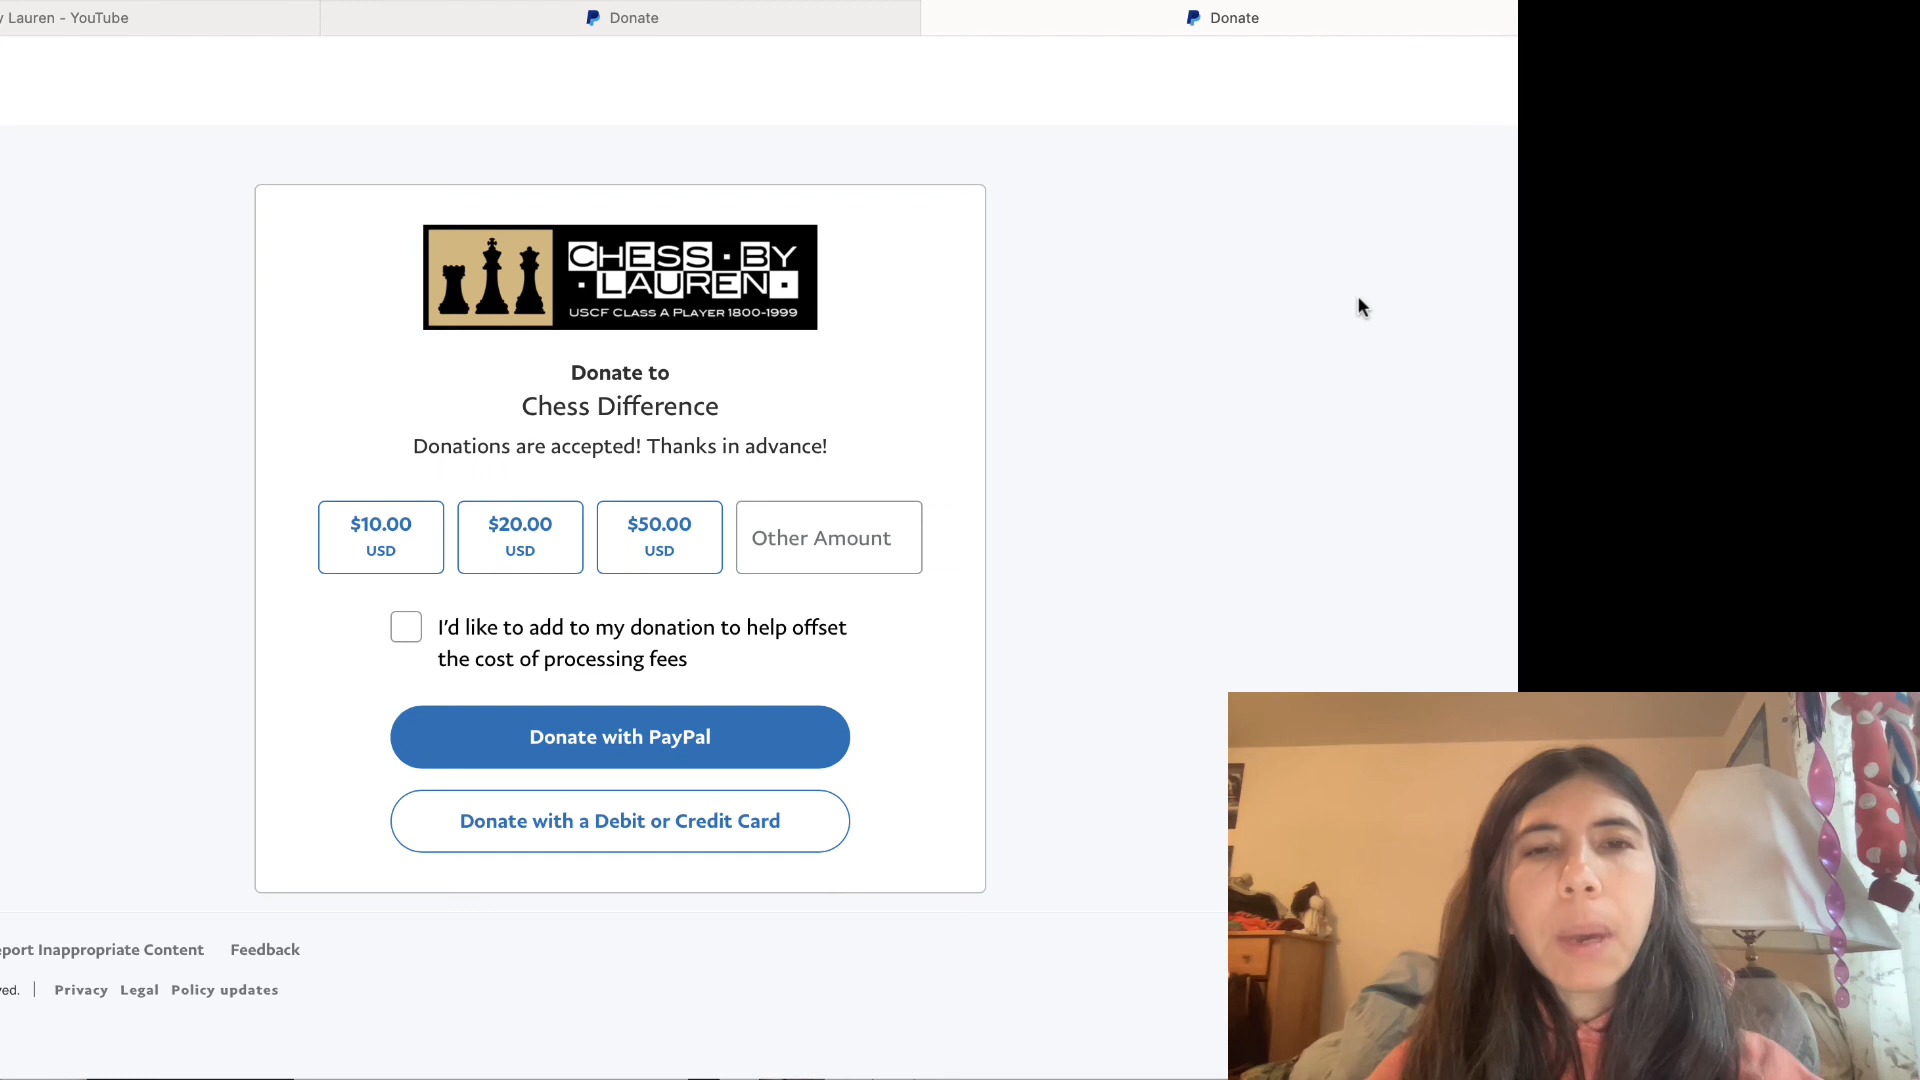 y Lauren - YouTube
Donate
Donate
CHESS · BY
· LAUREN ·
USCF CLASS A PLAYER 1800-1999
Donate to
Chess Difference
Donations are accepted! Thanks in advance!
$10.00
USD
$20.00
USD
$50.00
USD
Other Amount
I'd like to add to my donation to help offset
the cost of processing fees
Donate with PayPal
Donate with a Debit or Credit Card
eport Inappropriate Content
Feedback
ved. | Privacy Legal Policy updates